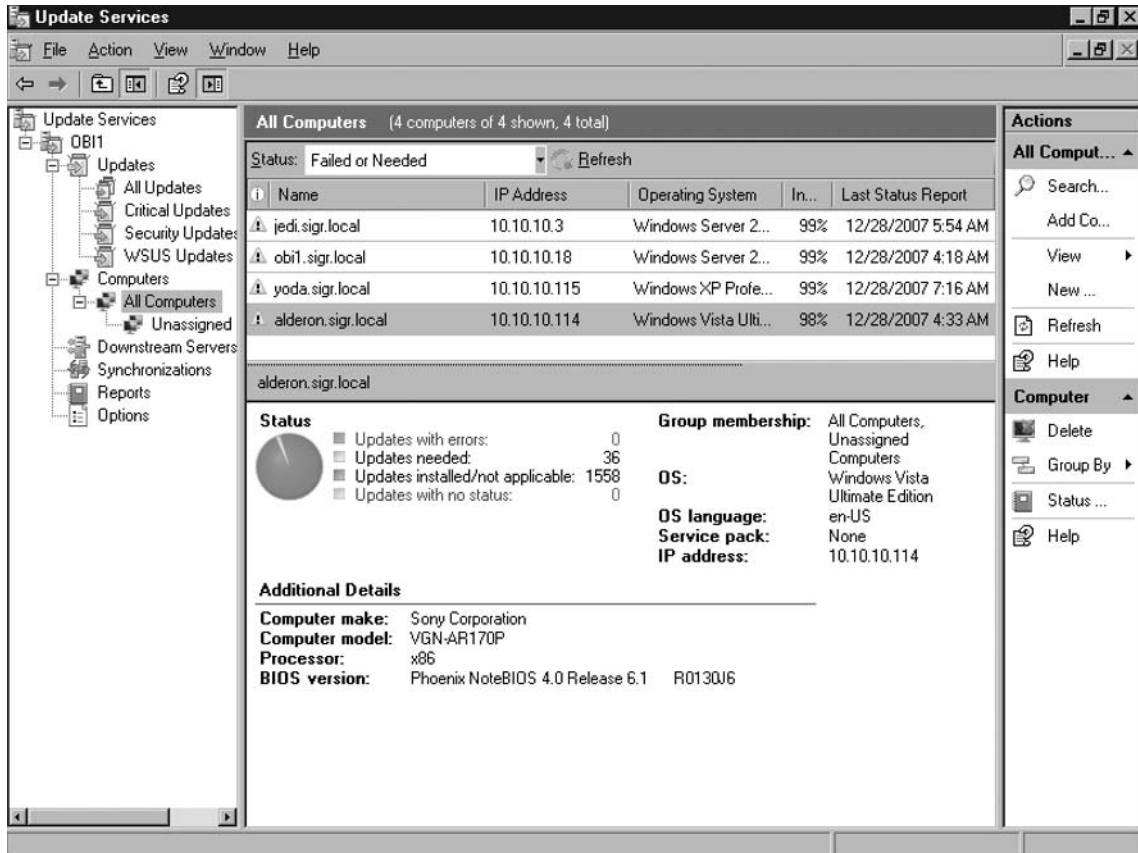 Update Services
File Action View Window Help
Update Services
OBI1
Updates
All Updates
Critical Updates
Security Updates
WSUS Updates
Computers
All Computers
Unassigned
Downstream Servers
Synchronizations
Reports
Options
All Computers (4 computers of 4 shown, 4 total)
Status: Failed or Needed Refresh
Name IP Address Operating System In... Last Status Report
jedi.sigr.local 10.10.10.3 Windows Server 2... 99% 12/28/2007 5:54 AM
obi1.sigr.local 10.10.10.18 Windows Server 2... 99% 12/28/2007 4:18 AM
yoda.sigr.local 10.10.10.115 Windows XP Profe... 99% 12/28/2007 7:16 AM
alderon.sigr.local 10.10.10.114 Windows Vista Ulti... 98% 12/28/2007 4:33 AM
alderon.sigr.local
Status
Updates with errors: 0
Updates needed: 36
Updates installed/not applicable: 1558
Updates with no status: 0
Group membership: All Computers,
Unassigned
Computers
OS: Windows Vista
Ultimate Edition
OS language: en-US
Service pack: None
IP address: 10.10.10.114
Additional Details
Computer make: Sony Corporation
Computer model: VGN-AR170P
Processor: x86
BIOS version: Phoenix NoteBIOS 4.0 Release 6.1 R0130J6
Actions
All Comput...
Search...
Add Co...
View
New ...
Refresh
Help
Computer
Delete
Group By
Status ...
Help